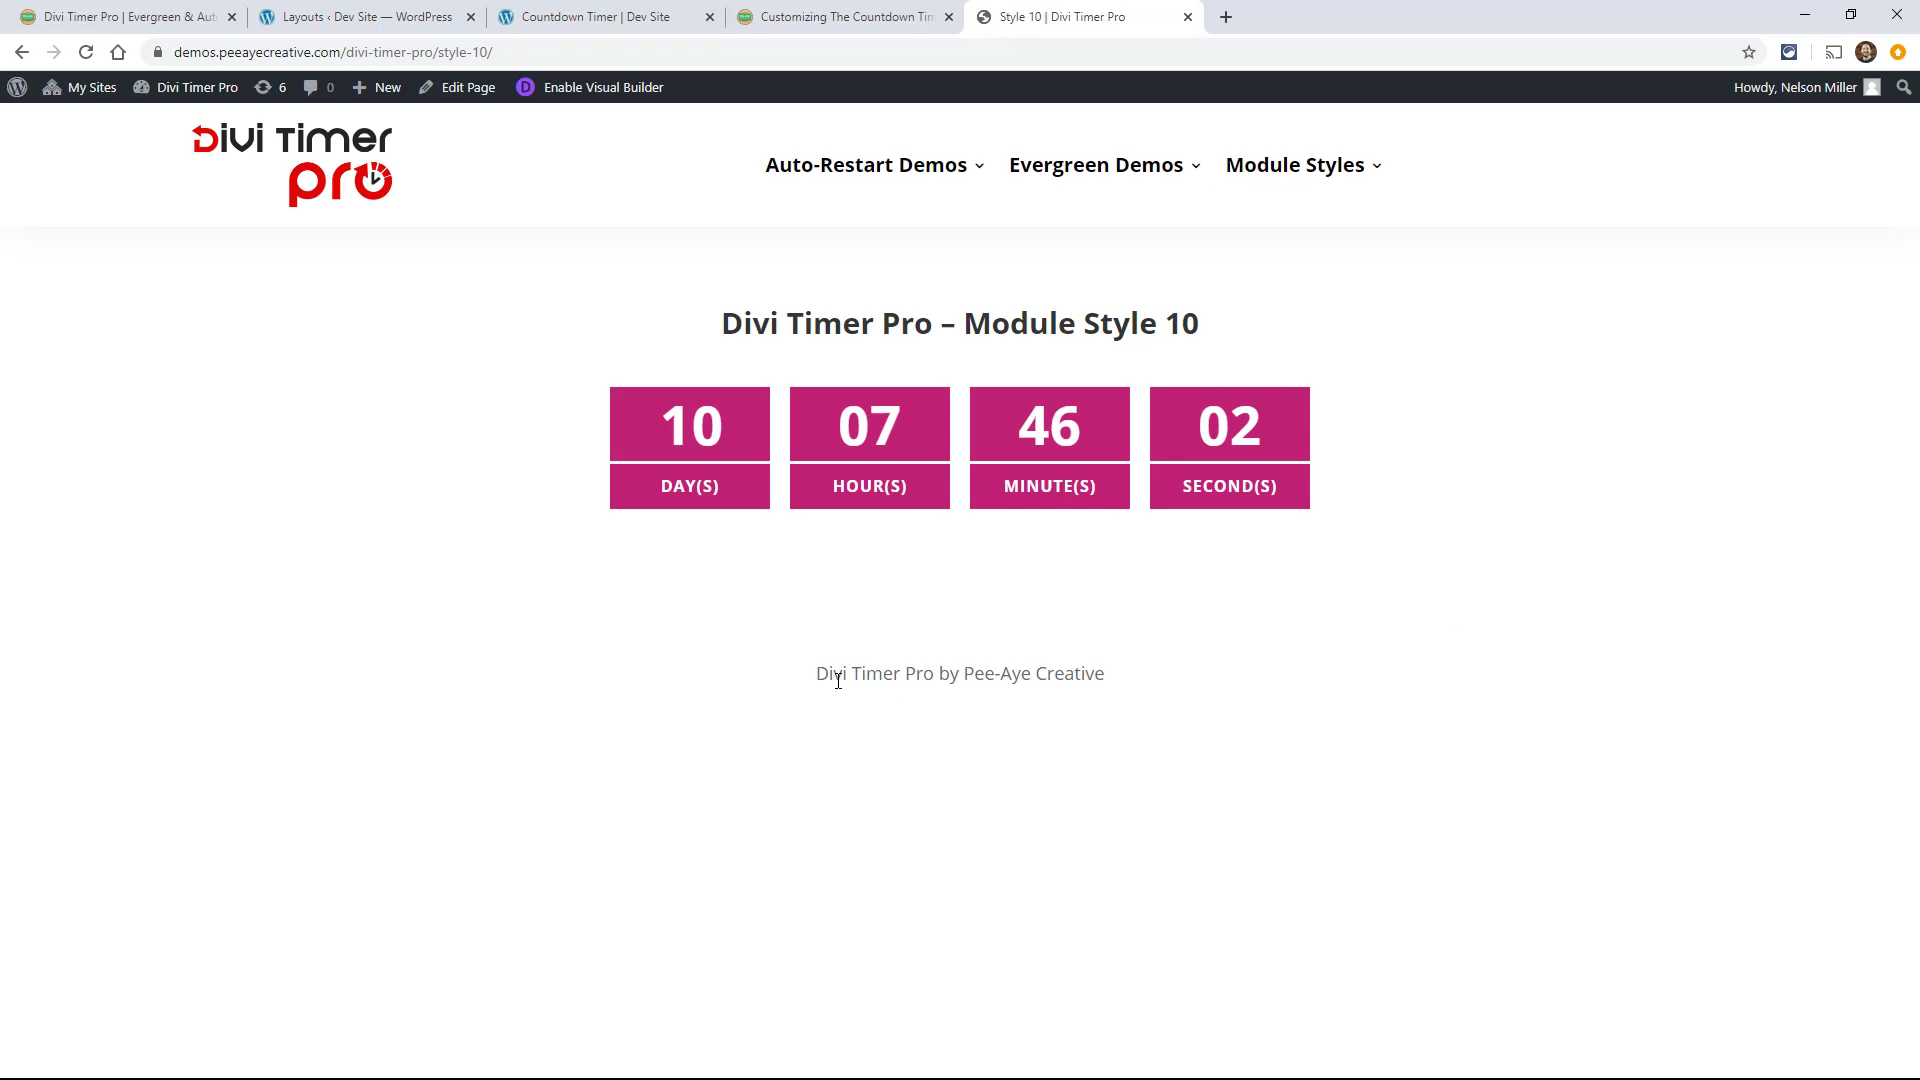 Divi Timer Pro | Evergreen & Aut
Layouts ‹ Dev Site — WordPress
Countdown Timer | Dev Site
Customizing The Countdown Tim
Style 10 | Divi Timer Pro
demos.peeayecreative.com/divi-timer-pro/style-10/
My Sites
Divi Timer Pro
6
0
New
Edit Page
D
Enable Visual Builder
Howdy, Nelson Miller
Divi Timer
pro
Auto-Restart Demos
Evergreen Demos
Module Styles
Divi Timer Pro – Module Style 10
10 07 46 02
DAY(S) HOUR(S) MINUTE(S) SECOND(S)
Divi Timer Pro by Pee-Aye Creative